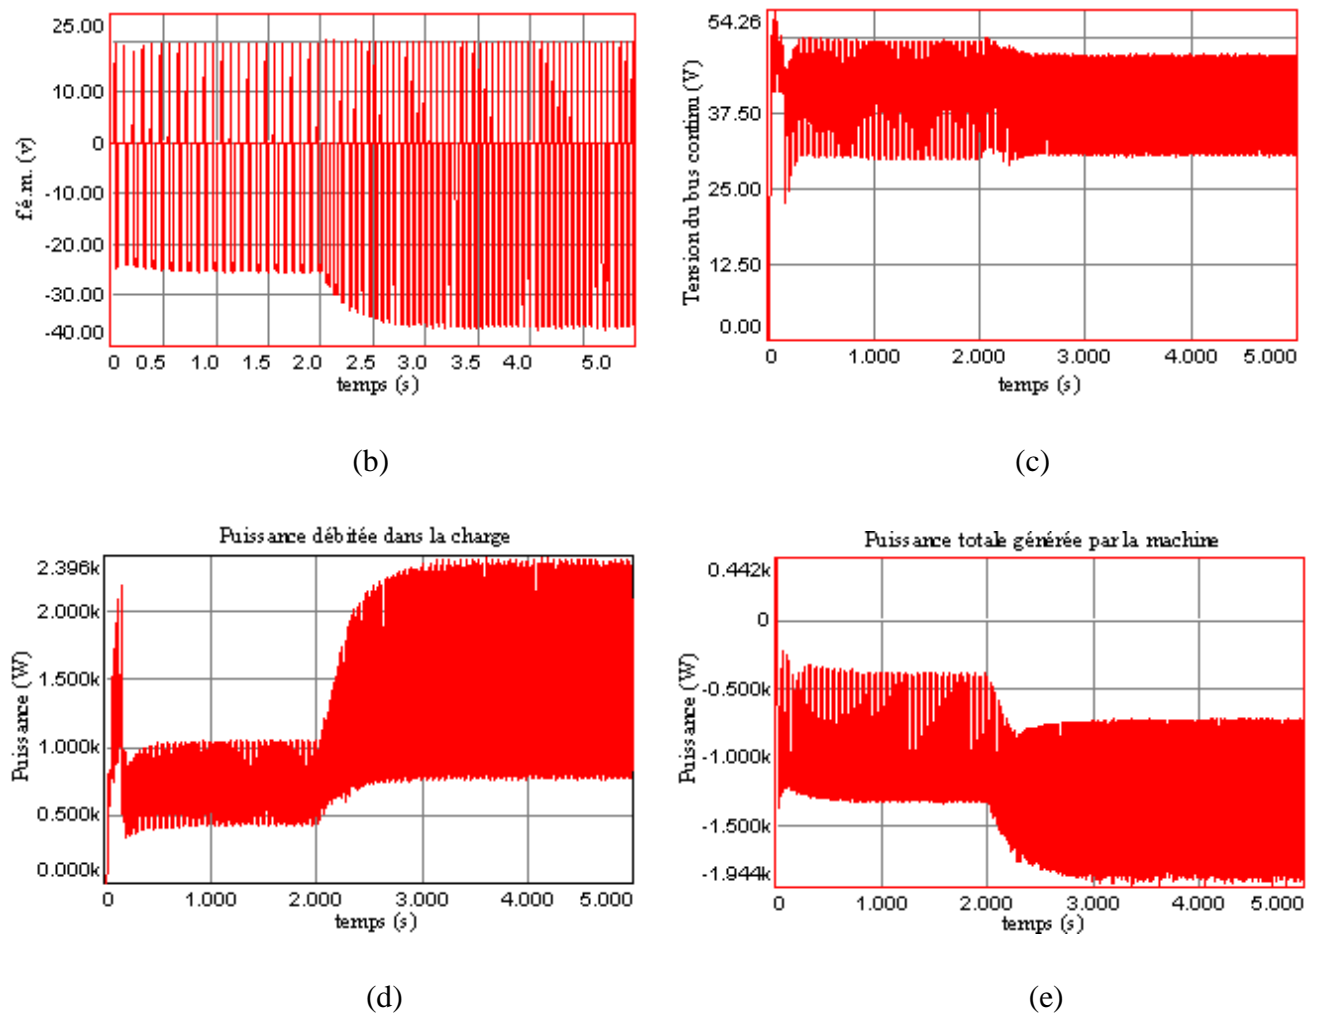 25.00
10.00
0
-10.00
-20.00
-30.00
-40.00
f.é.m. (v)
0 0.5 1.0 1.5 2.0 2.5 3.0 3.5 4.0 5.0
temps (s)
(b)
54.26
37.50
25.00
12.50
0.00
Tension du bus continu (V)
0 1.000 2.000 3.000 4.000 5.000
temps (s)
(c)
Puissance débitée dans la charge
2.396k
2.000k
1.500k
1.000k
0.500k
0.000k
Puissance (W)
0 1.000 2.000 3.000 4.000 5.000
temps (s)
(d)
Puissance totale générée par la machine
0.442k
0
-0.500k
-1.000k
-1.500k
-1.944k
Puissance (W)
0 1.000 2.000 3.000 4.000 5.000
temps (s)
(e)